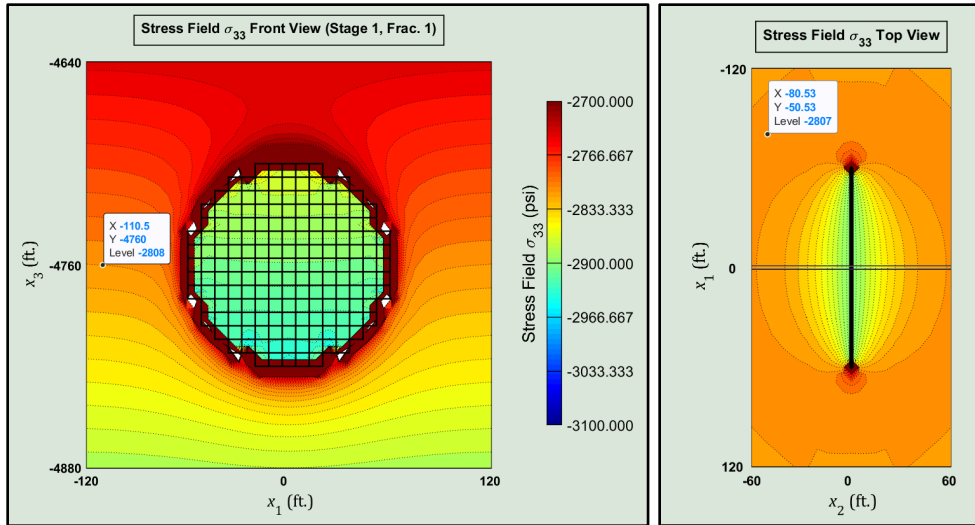 Stress Field σ33 Front View (Stage 1, Frac. 1)
-4640
-4760
-4880
x3 (ft.)
X -110.5
Y -4760
Level -2808
-120
0
120
x1 (ft.)
-2700.000
-2766.667
-2833.333
-2900.000
-2966.667
-3033.333
-3100.000
Stress Field σ33 (psi)
Stress Field σ33 Top View
-120
0
120
x1 (ft.)
X -80.53
Y -50.53
Level -2807
-60
0
60
x2 (ft.)